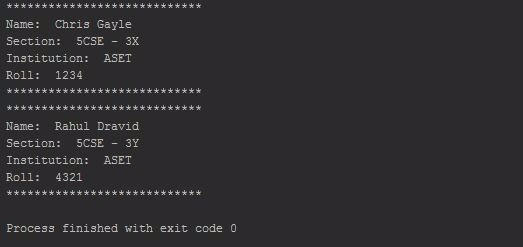 ****************************
Name:  Chris Gayle
Section:  5CSE - 3X
Institution:  ASET
Roll:  1234
****************************
****************************
Name:  Rahul Dravid
Section:  5CSE - 3Y
Institution:  ASET
Roll:  4321
****************************
Process finished with exit code 0